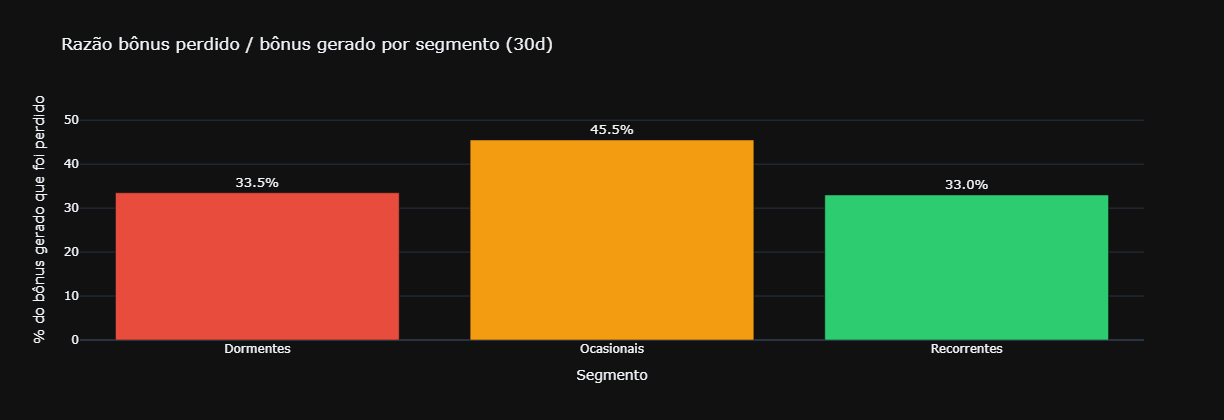 Razão bônus perdido / bônus gerado por segmento (30d)
% do bônus gerado que foi perdido
50
40
30
20
10
0
33.5%
45.5%
33.0%
Dormentes
Ocasionais
Recorrentes
Segmento